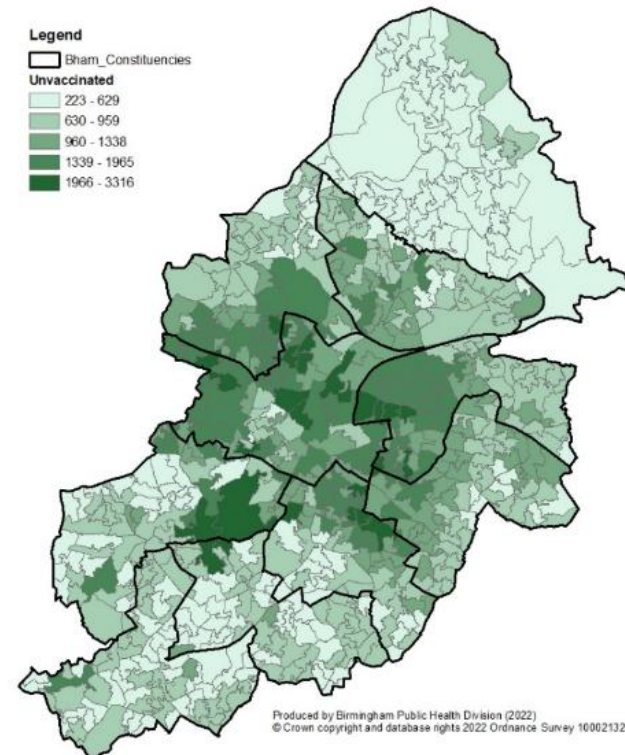 Legend
Bham_Constituencies
Unvaccinated
223 - 629
630 - 959
960 - 1338
1339 - 1965
1966 - 3316
Produced by Birmingham Public Health Division (2022)
© Crown copyright and database rights 2022 Ordnance Survey 10002132